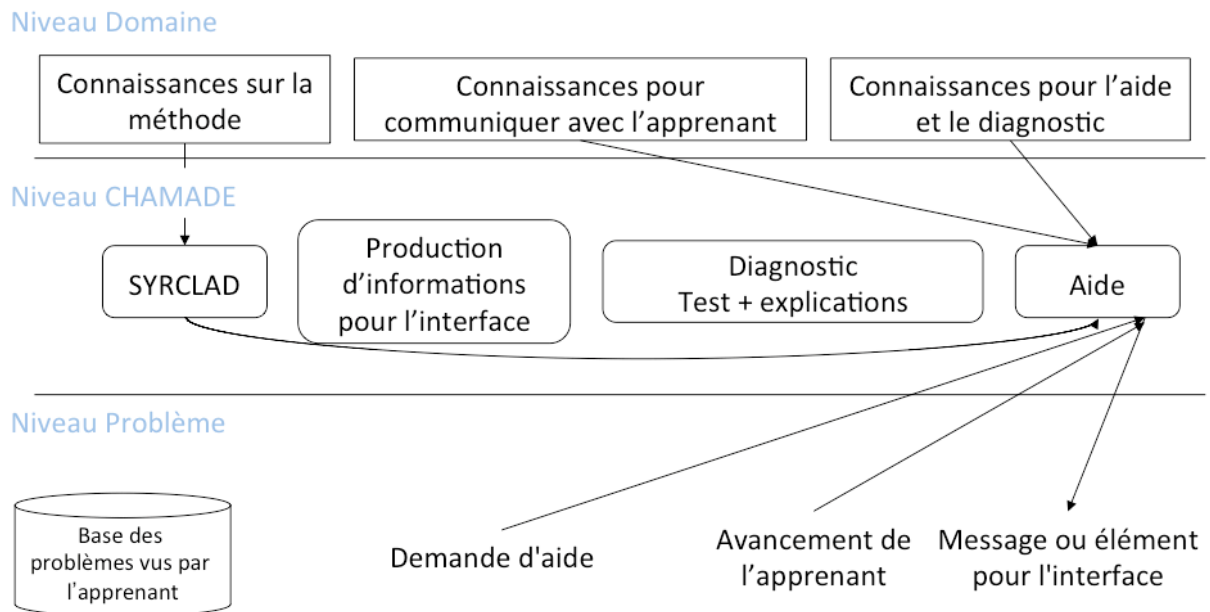 Niveau Domaine
Connaissances sur la
méthode
Connaissances pour
communiquer avec l'apprenant
Connaissances pour l'aide
et le diagnostic
Niveau CHAMADE
SYRCLAD
Production
d'informations
pour l'interface
Diagnostic
Test + explications
Aide
Niveau Problème
Base des
problèmes vus par
l'apprenant
Demande d'aide
Avancement de
l'apprenant
Message ou élément
pour l'interface